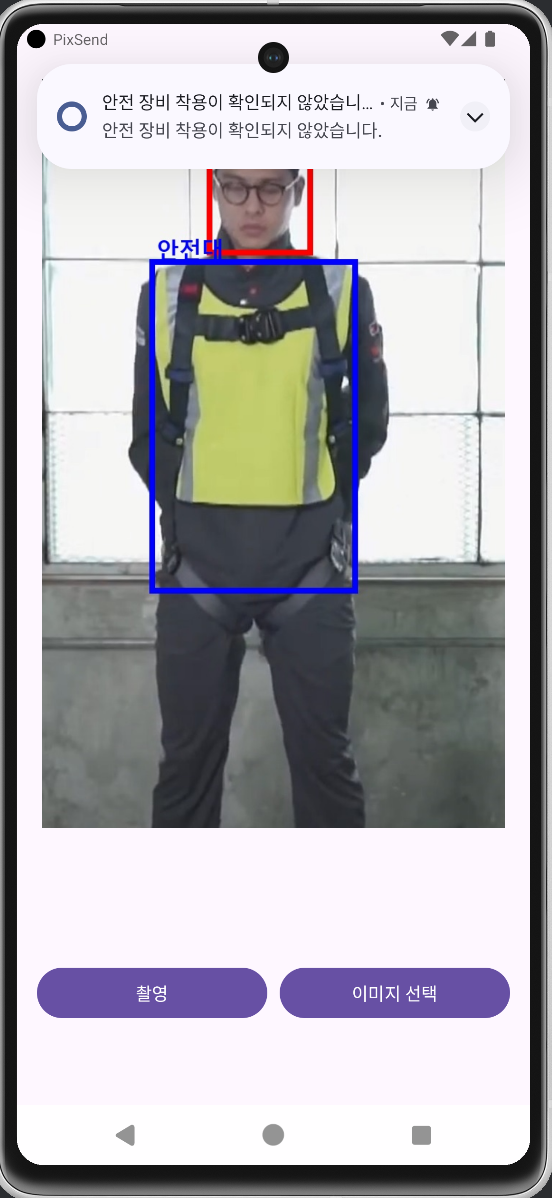 PixSend
안전 장비 착용이 확인되지 않았습니… • 지금
안전 장비 착용이 확인되지 않았습니다.
안전대
촬영
이미지 선택